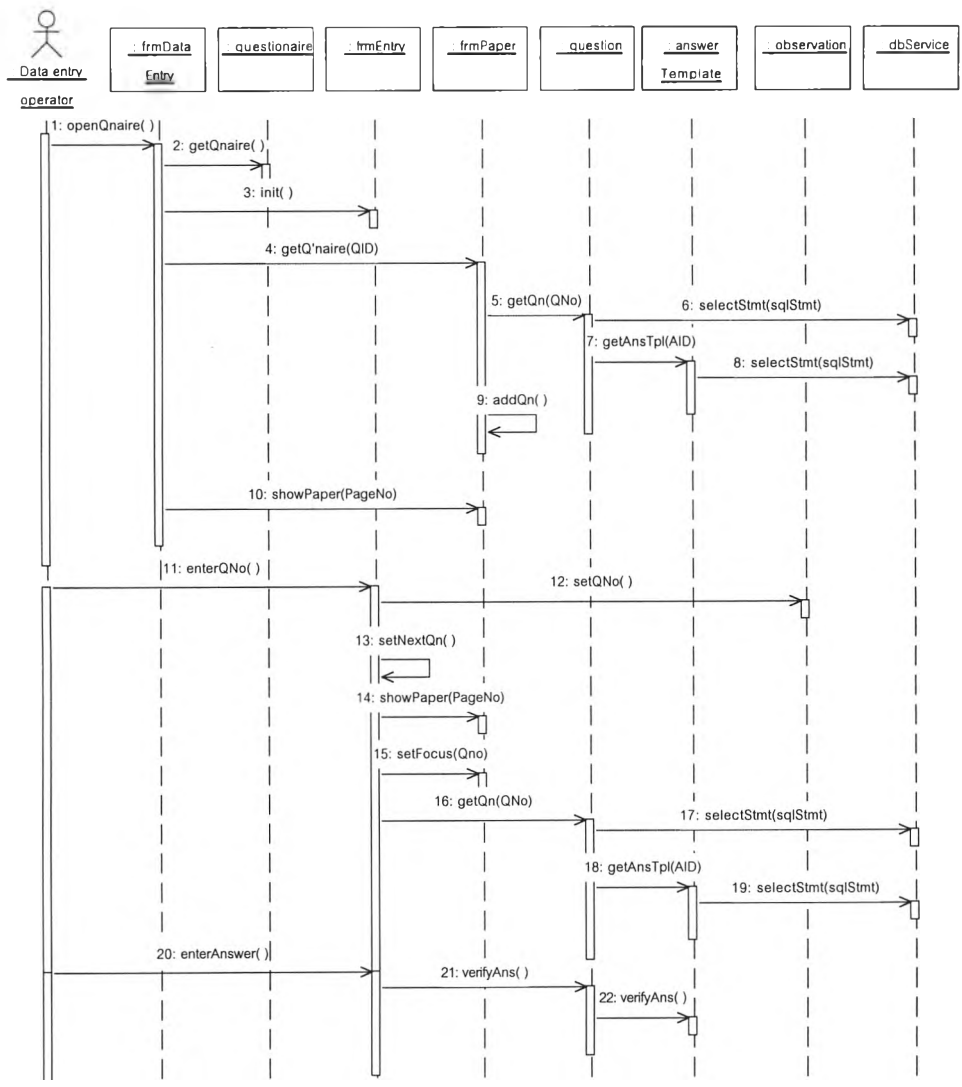 Data entry
operator
: frmData
Entry
: questionaire
: frmEntry
: frmPaper
: question
: answer
Template
: observation
: dbService
1: openQnaire( )
2: getQnaire( )
3: init( )
4: getQ'naire(QID)
5: getQn(QNo)
6: selectStmt(sqlStmt)
7: getAnsTpl(AID)
8: selectStmt(sqlStmt)
9: addQn( )
10: showPaper(PageNo)
11: enterQNo( )
12: setQNo( )
13: setNextQn( )
14: showPaper(PageNo)
15: setFocus(Qno)
16: getQn(QNo)
17: selectStmt(sqlStmt)
18: getAnsTpl(AID)
19: selectStmt(sqlStmt)
20: enterAnswer( )
21: verifyAns( )
22: verifyAns( )